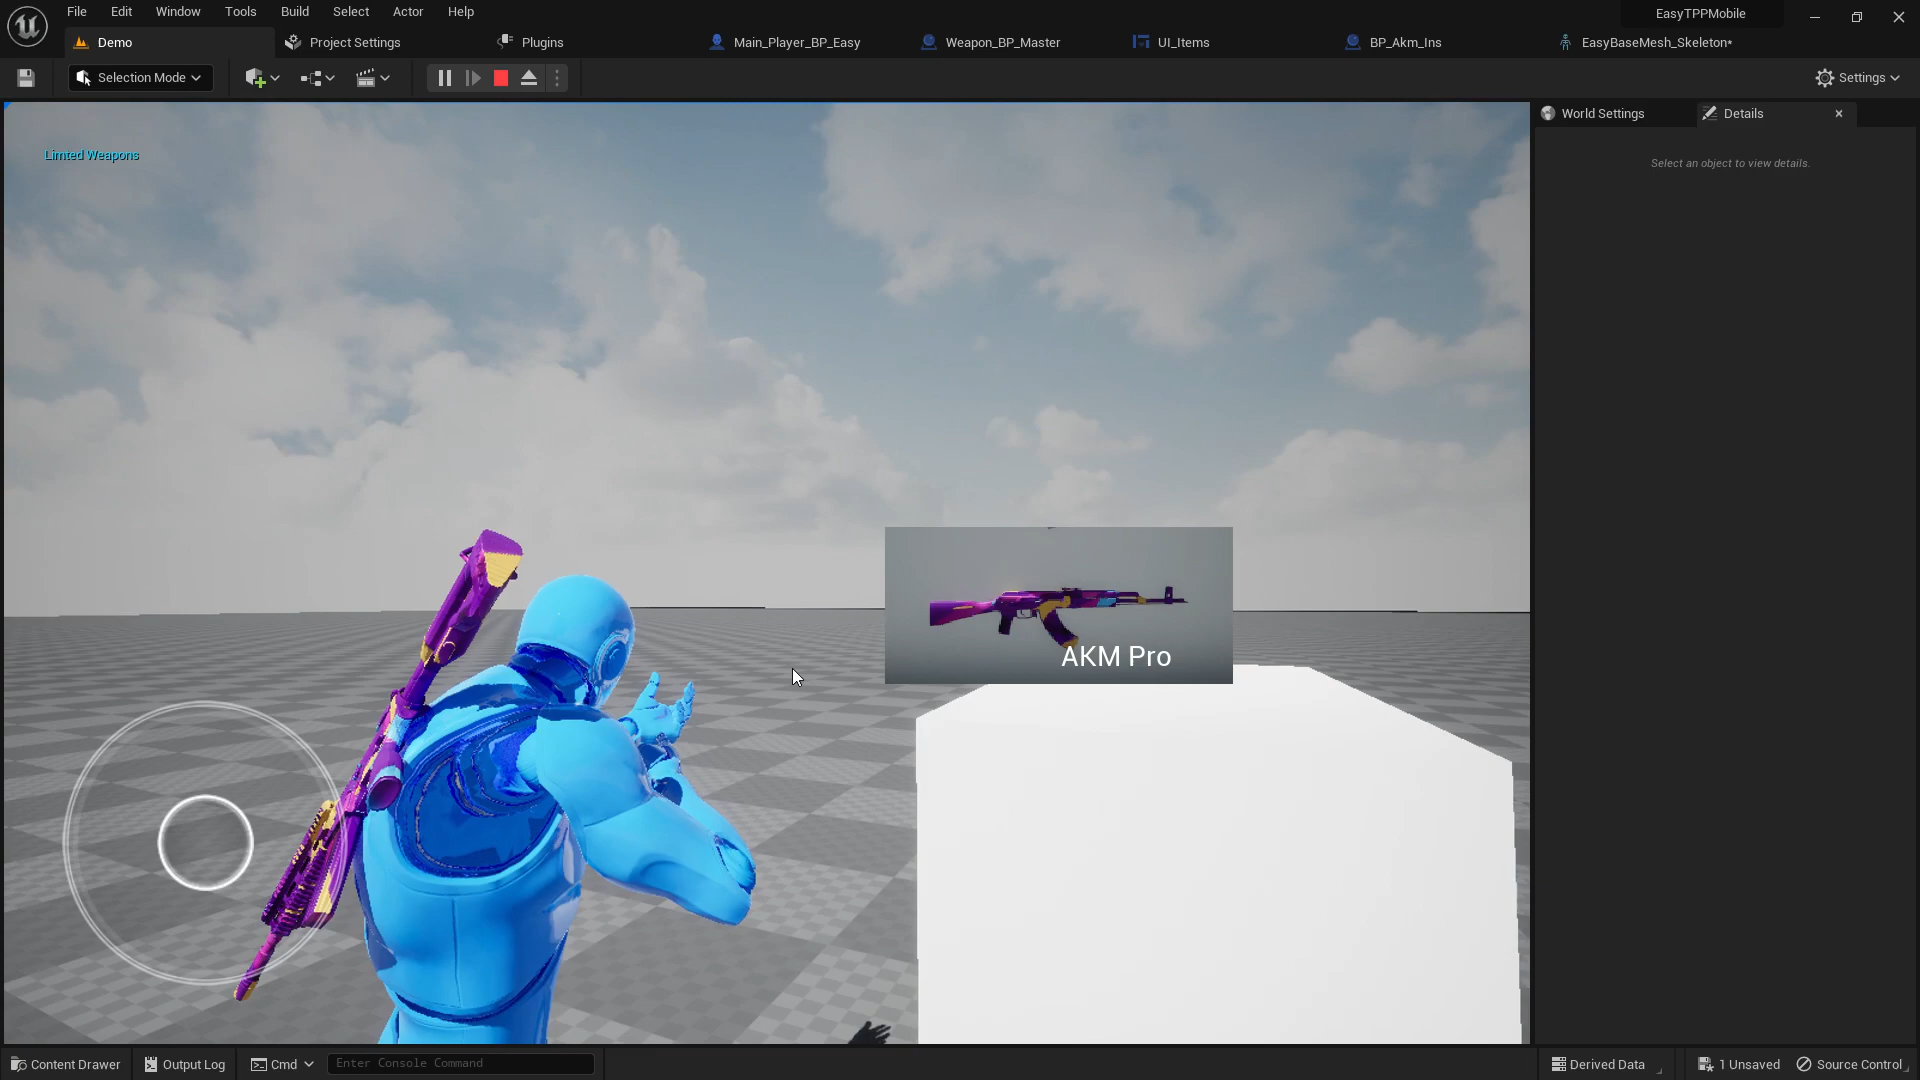 File Edit Window Tools Build Select Actor Help
EasyTPPMobile
Demo
Project Settings
Plugins
Main_Player_BP_Easy
Weapon_BP_Master
UI_Items
BP_Akm_Ins
EasyBaseMesh_Skeleton*
Selection Mode
Settings
World Settings
Details
Select an object to view details.
Limted Weapons
AKM Pro
Content Drawer
Output Log
Cmd
Enter Console Command
Derived Data
1 Unsaved
Source Control